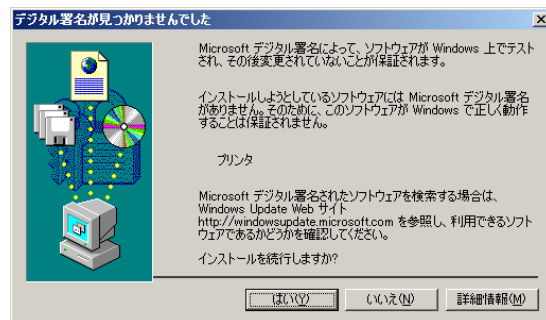 デジタル署名が見つかりませんでした
Microsoft デジタル署名によって、ソフトウェアが Windows 上でテスト
され、その後変更されていないことが保証されます。
インストールしようとしているソフトウェアには Microsoft デジタル署名
がありません。そのために、このソフトウェアが Windows で正しく動作
することは保証されません。
プリンタ
Microsoft デジタル署名されたソフトウェアを検索する場合は、
Windows Update Web サイト
http://windowsupdate.microsoft.com を参照し、利用できるソフト
ウェアであるかどうかを確認してください。
インストールを続行しますか?
はい(Y) いいえ(N) 詳細情報(M)